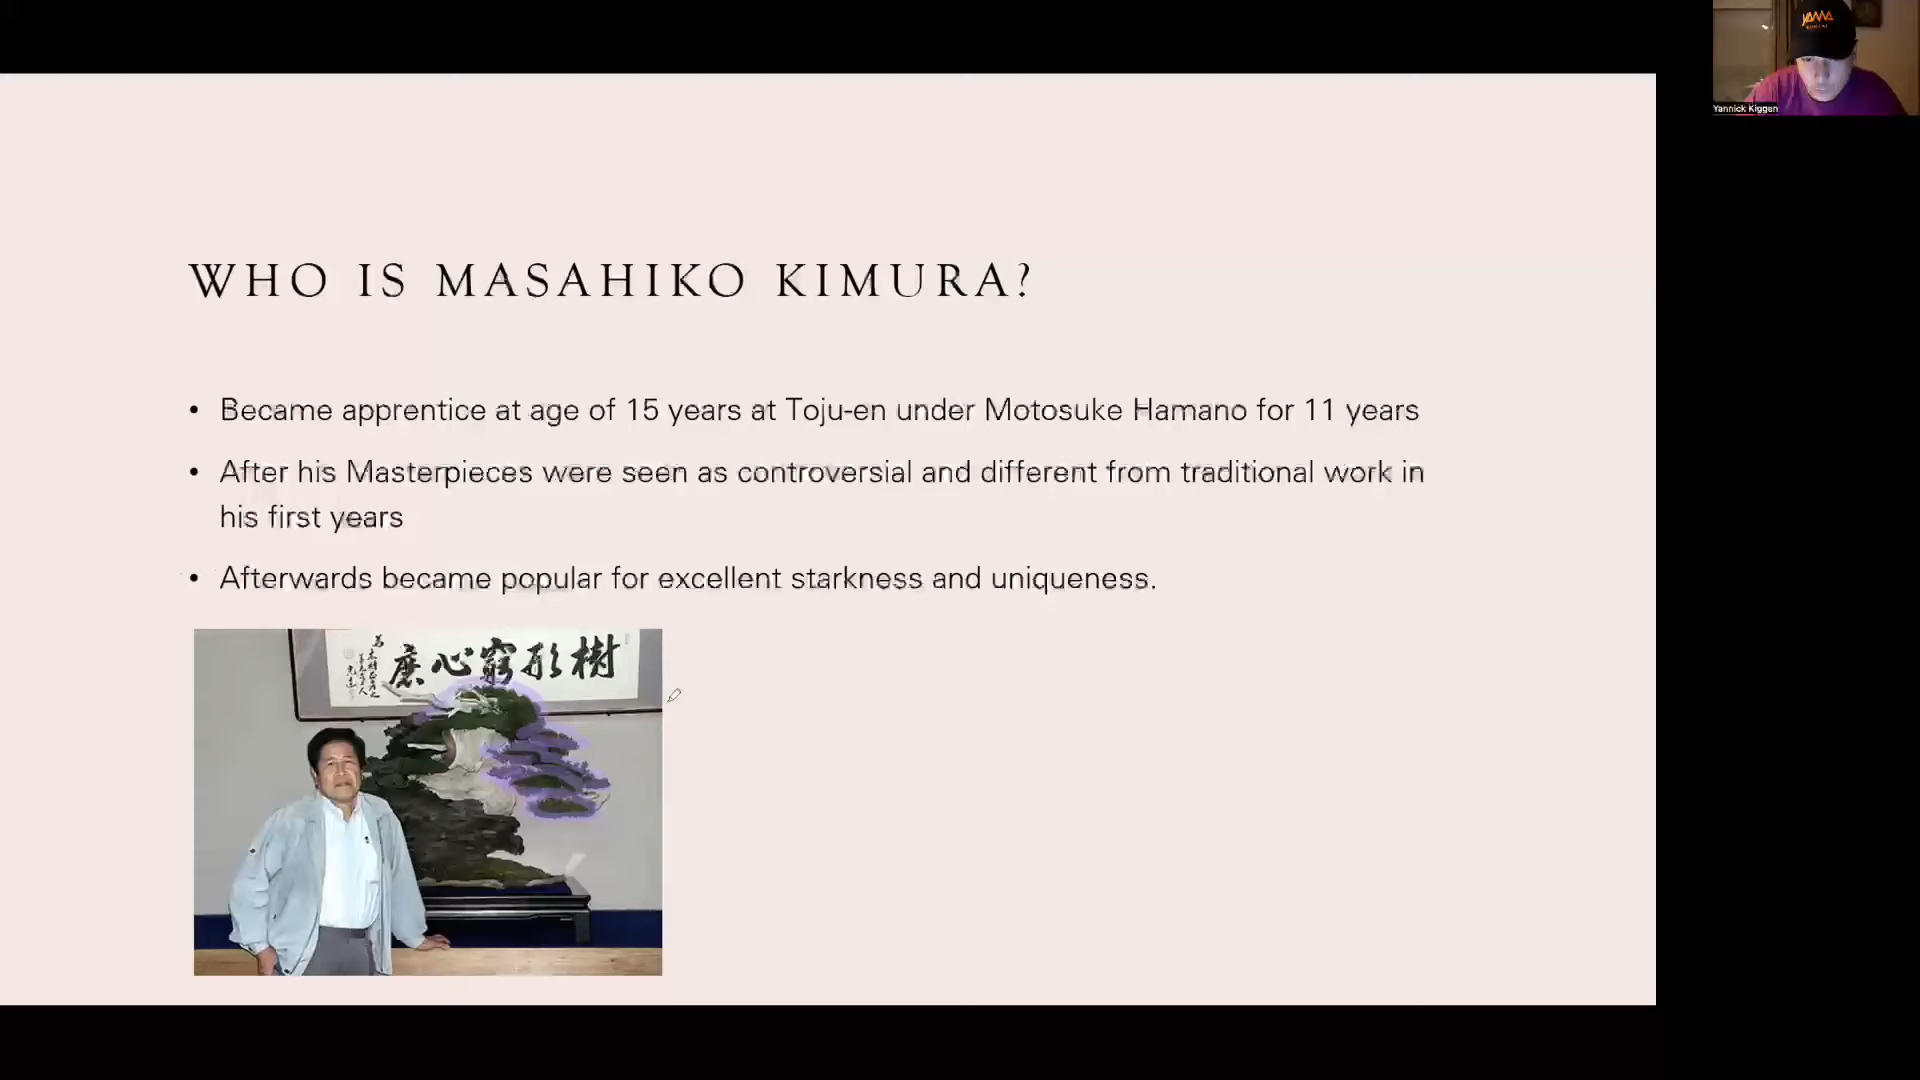 YAMA
Yannick Kiggen
WHO IS MASAHIKO KIMURA?
• Became apprentice at age of 15 years at Toju-en under Motosuke Hamano for 11 years
• After his Masterpieces were seen as controversial and different from traditional work in
his first years
• Afterwards became popular for excellent starkness and uniqueness.
樹形窮心